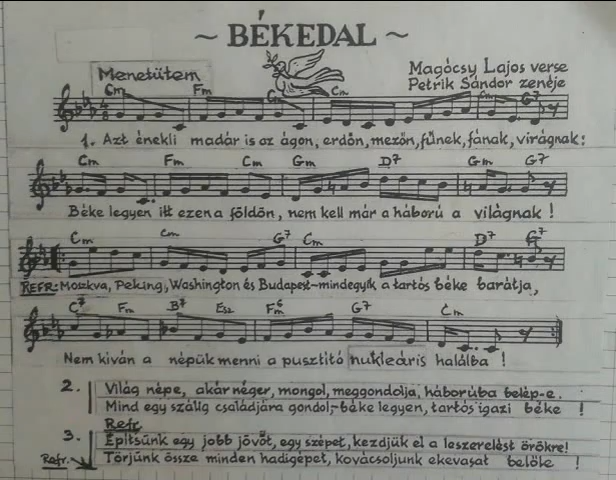 ~ BÉKEDAL ~
Menetütem
Magócsy Lajos verse
Petrik Sándor zenéje
Cm Fm G Cm Cm G7
1. Azt énekli madár is az ágon, erdőn, mezőn, fűnek, fának, virágnak:
Cm Fm Cm Gm D7 Gm G7
Béke legyen itt ezen a földön, nem kell már a háború a világnak!
Cm Cm G7 Cm D7 G7
REFR: Moszkva, Peking, Washington és Budapest-mindegyik a tartós béke barátja,
C7 Fm B7 Esz Fm6 G7 Cm
Nem kíván a népük menni a pusztító nukleáris halálba!
2. Világ népe, akár néger, mongol, meggondolja, háborúba belép-e.
Mind egy szálig családjára gondol,-béke legyen, tartós igazi béke!
Refr.
3. Építsünk egy jobb jövőt, egy szépet, kezdjük el a leszerelést örökre!
Refr. Törjünk össze minden hadigépet, kovácsoljunk ekevasat belőle!